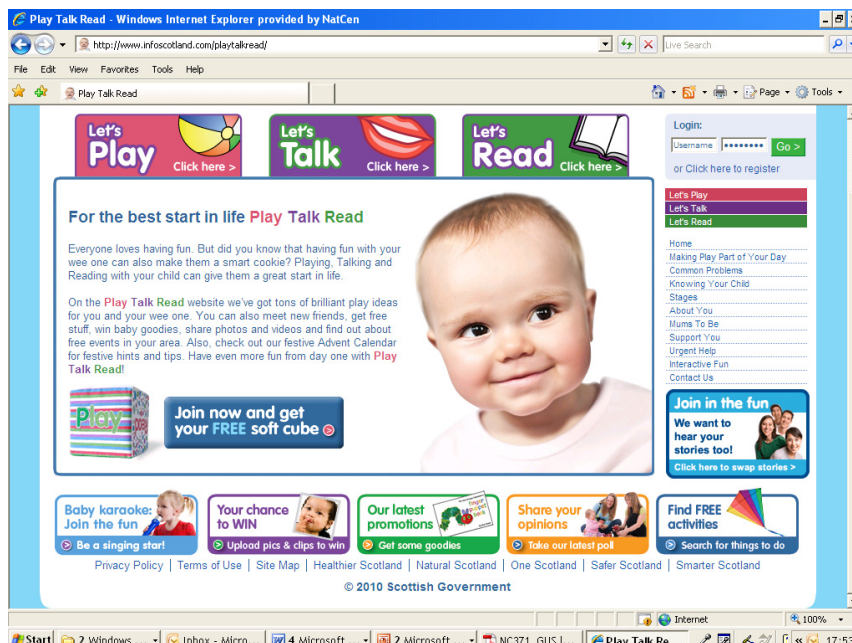 Play Talk Read - Windows Internet Explorer provided by NatCen
http://www.infoscotland.com/playtalkread/
Live Search
File Edit View Favorites Tools Help
Play Talk Read
Page Tools
Let's
Play
Click here >
Let's
Talk
Click here >
Let's
Read
Click here >
Login:
Username
Go >
or Click here to register
For the best start in life Play Talk Read
Everyone loves having fun. But did you know that having fun with your
wee one can also make them a smart cookie? Playing, Talking and
Reading with your child can give them a great start in life.
On the Play Talk Read website we've got tons of brilliant play ideas
for you and your wee one. You can also meet new friends, get free
stuff, win baby goodies, share photos and videos and find out about
free events in your area. Also, check out our festive Advent Calendar
for festive hints and tips. Have even more fun from day one with Play
Talk Read!
Play
Join now and get
your FREE soft cube
Let's Play
Let's Talk
Let's Read
Home
Making Play Part of Your Day
Common Problems
Knowing Your Child
Stages
About You
Mums To Be
Support You
Urgent Help
Interactive Fun
Contact Us
Join in the fun
We want to
hear your
stories too!
Click here to swap stories >
Baby karaoke:
Join the fun
Be a singing star!
Your chance
to WIN
Upload pics & clips to win
Our latest
promotions
Get some goodies
Share your
opinions
Take our latest poll
Find FREE
activities
Search for things to do
Privacy Policy | Terms of Use | Site Map | Healthier Scotland | Natural Scotland | One Scotland | Safer Scotland | Smarter Scotland
© 2010 Scottish Government
Internet
100%
Start 2 Windows ... Inbox - Micro... 4 Microsoft ... 2 Microsoft ... NC371_GUS J... Play Talk Re... 17:53